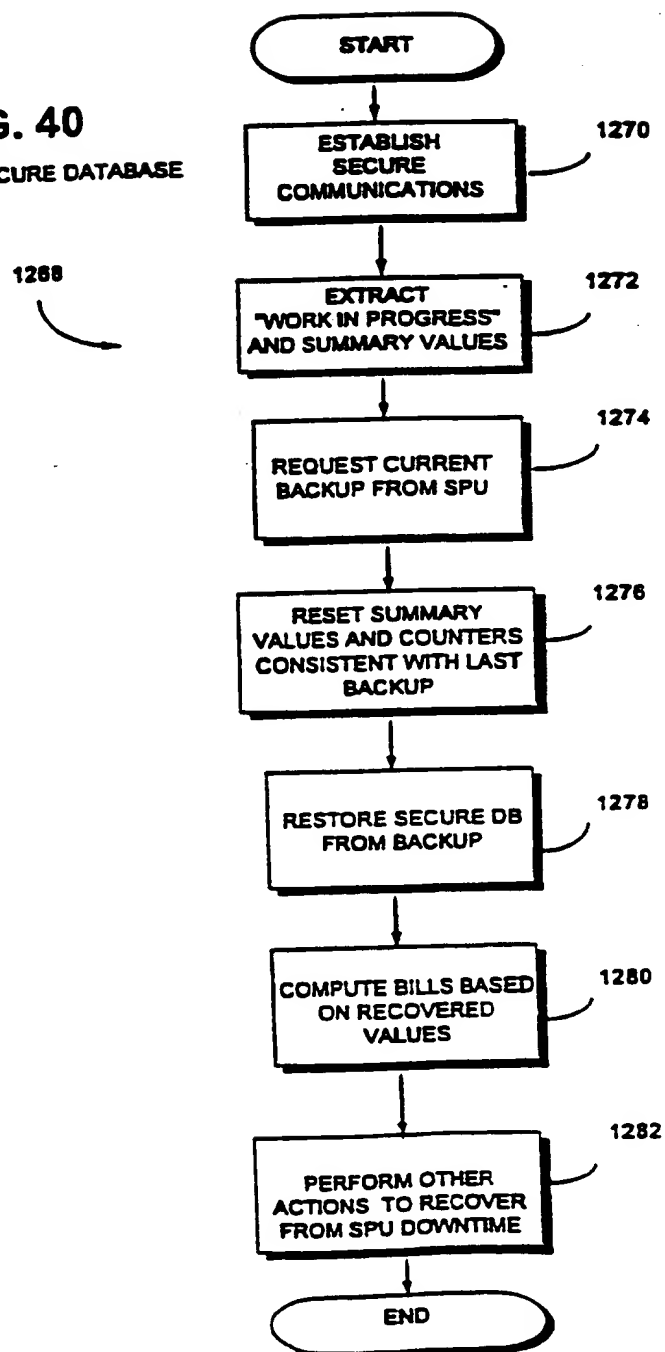 START
G. 40
CURE DATABASE
1268
ESTABLISH
SECURE
COMMUNICATIONS
1270
EXTRACT
"WORK IN PROGRESS"
AND SUMMARY VALUES
1272
REQUEST CURRENT
BACKUP FROM SPU
1274
RESET SUMMARY
VALUES AND COUNTERS
CONSISTENT WITH LAST
BACKUP
1276
RESTORE SECURE DB
FROM BACKUP
1278
COMPUTE BILLS BASED
ON RECOVERED
VALUES
1280
PERFORM OTHER
ACTIONS TO RECOVER
FROM SPU DOWNTIME
1282
END